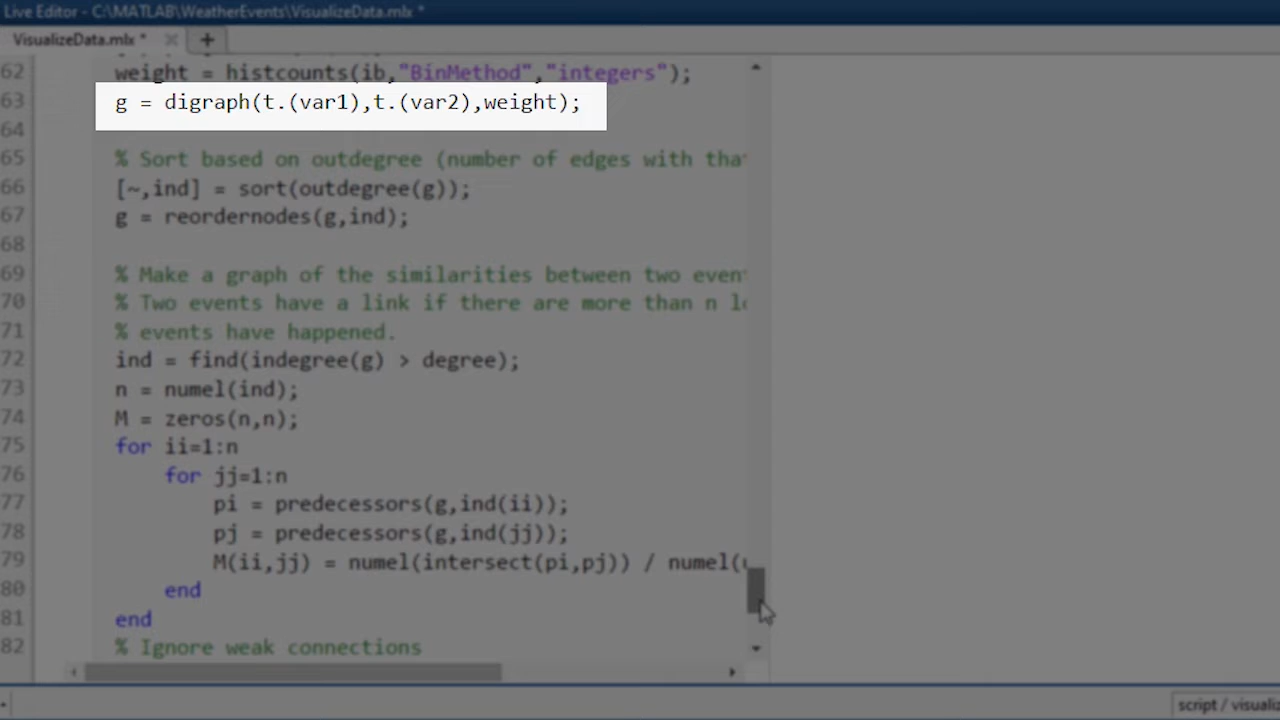 Live Editor - C:\MATLAB\WeatherEvents\VisualizeData.mlx *
VisualizeData.mlx * × +
62 weight = histcounts(ib,"BinMethod","integers");
63 g = digraph(t.(var1),t.(var2),weight);
64
65 % Sort based on outdegree (number of edges with tha
66 [~,ind] = sort(outdegree(g));
67 g = reordernodes(g,ind);
68
69 % Make a graph of the similarities between two even
70 % Two events have a link if there are more than n lo
71 % events have happened.
72 ind = find(indegree(g) > degree);
73 n = numel(ind);
74 M = zeros(n,n);
75 for ii=1:n
76 for jj=1:n
77 pi = predecessors(g,ind(ii));
78 pj = predecessors(g,ind(jj));
79 M(ii,jj) = numel(intersect(pi,pj)) / numel(
80 end
81 end
82 % Ignore weak connections
script / visualiz